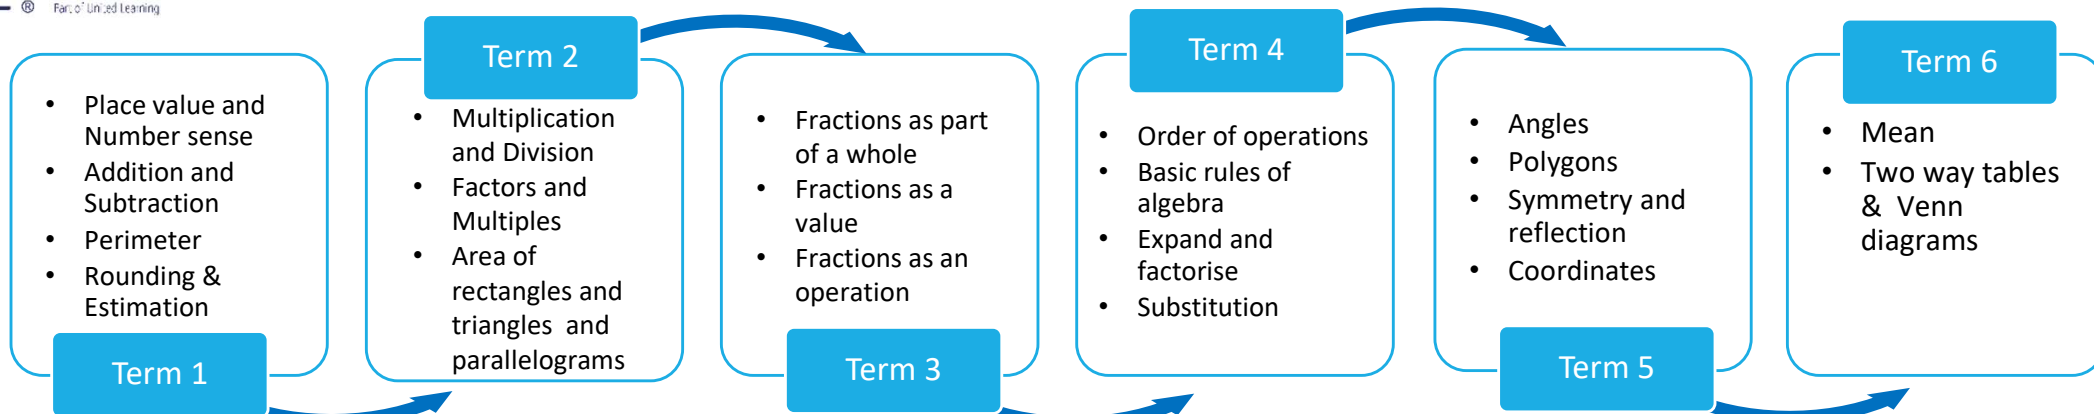 ® Part of United Learning
• Place value and
Number sense
• Addition and
Subtraction
• Perimeter
• Rounding &
Estimation
Term 1
Term 2
• Multiplication
and Division
• Factors and
Multiples
• Area of
rectangles and
triangles and
parallelograms
• Fractions as part
of a whole
• Fractions as a
value
• Fractions as an
operation
Term 3
Term 4
• Order of operations
• Basic rules of
algebra
• Expand and
factorise
• Substitution
• Angles
• Polygons
• Symmetry and
reflection
• Coordinates
Term 5
Term 6
• Mean
• Two way tables
& Venn
diagrams